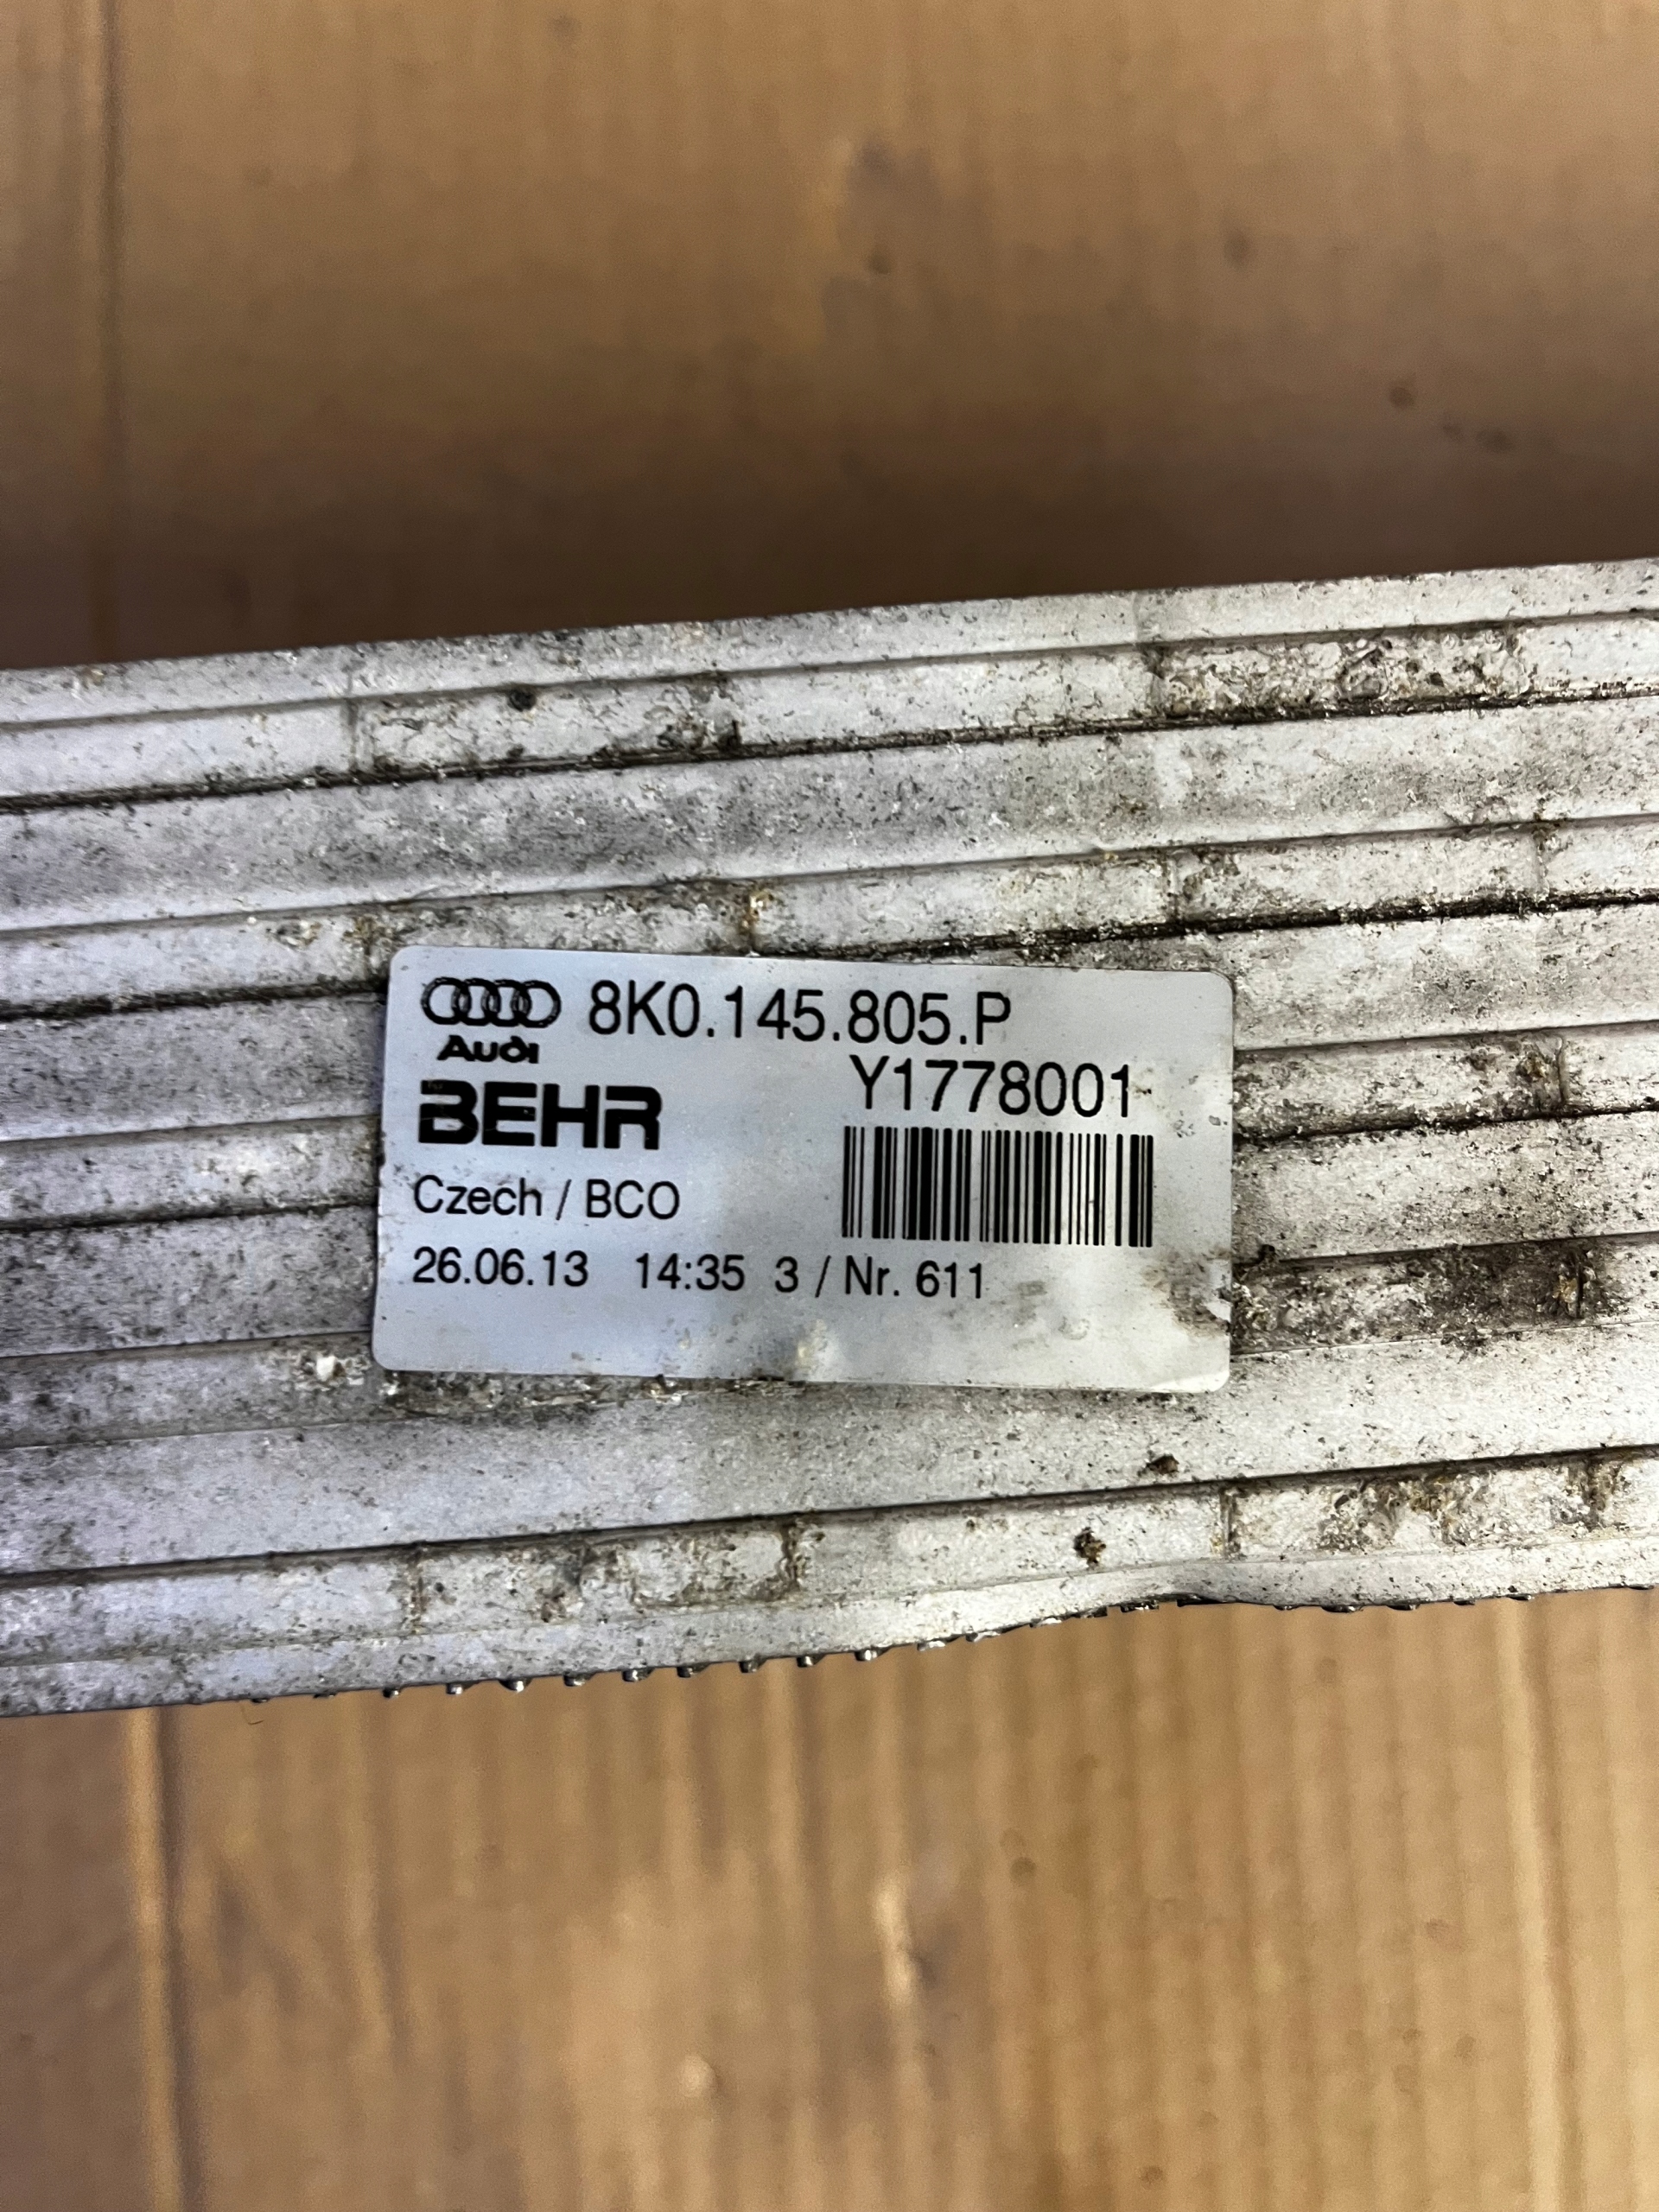 8K0.145.805.P
Audi
Y1778001
BEHR
Czech / BCO
26.06.13 14:35 3 / Nr. 611